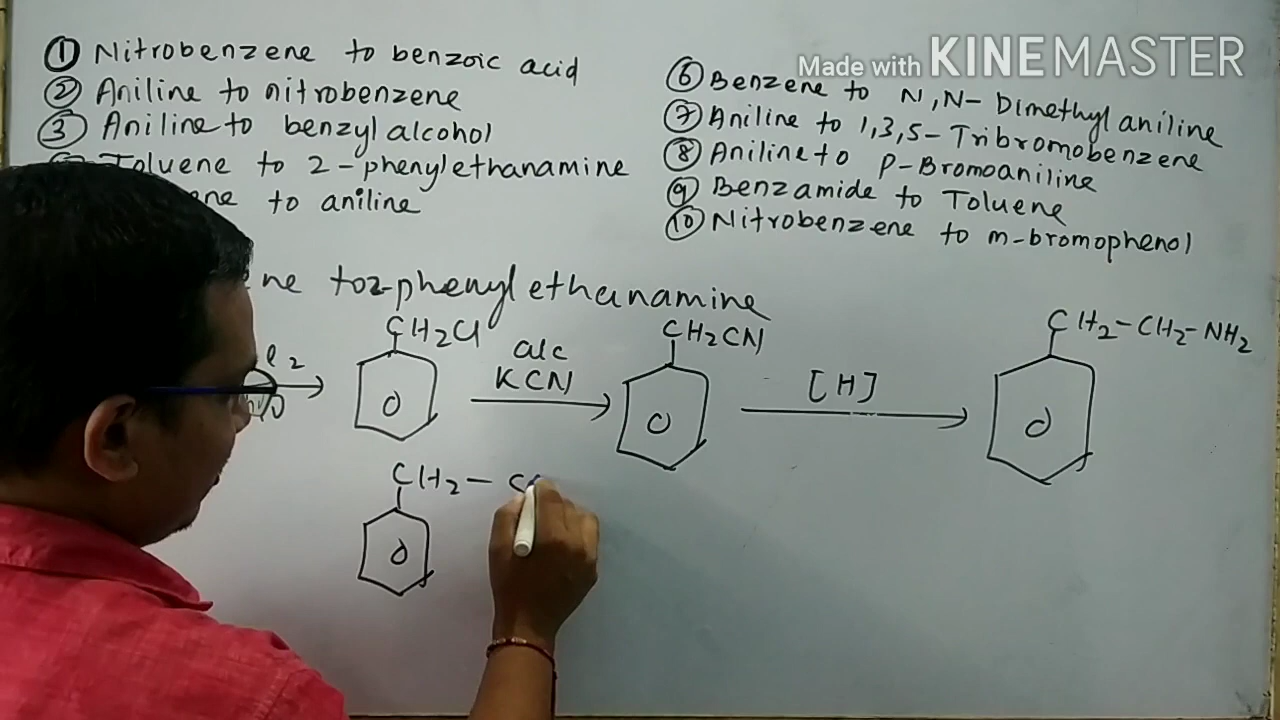 ① Nitrobenzene to benzoic acid
② Aniline to nitrobenzene
③ Aniline to benzyl alcohol
Toluene to 2-phenylethanamine
to aniline
Made with KINEMASTER
⑥ Benzene to N,N-Dimethylaniline
⑦ Aniline to 1,3,5-Tribromobenzene
⑧ Aniline to P-Bromoaniline
⑨ Benzamide to Toluene
⑩ Nitrobenzene to m-bromophenol
to 2-phenylethanamine
CH2Cl
alc
KCN
CH2CN
[H]
CH2-CH2-NH2
CH2-